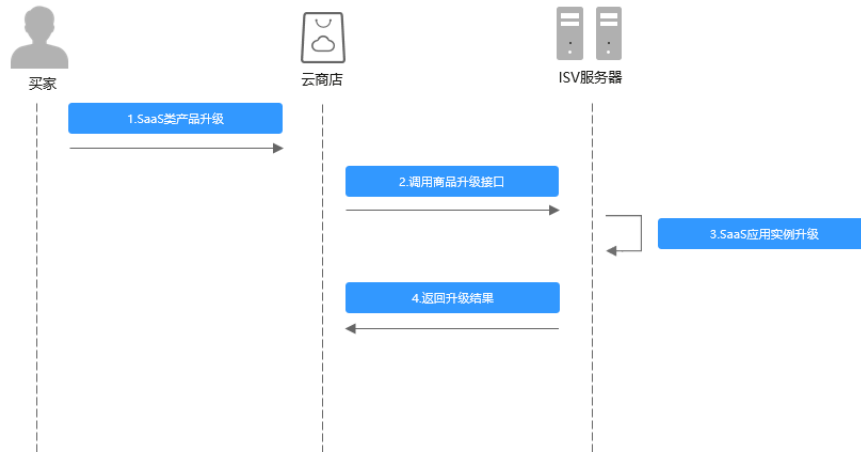 买家
云商店
ISV服务器
1.SaaS类产品升级
2.调用商品升级接口
3.SaaS应用实例升级
4.返回升级结果